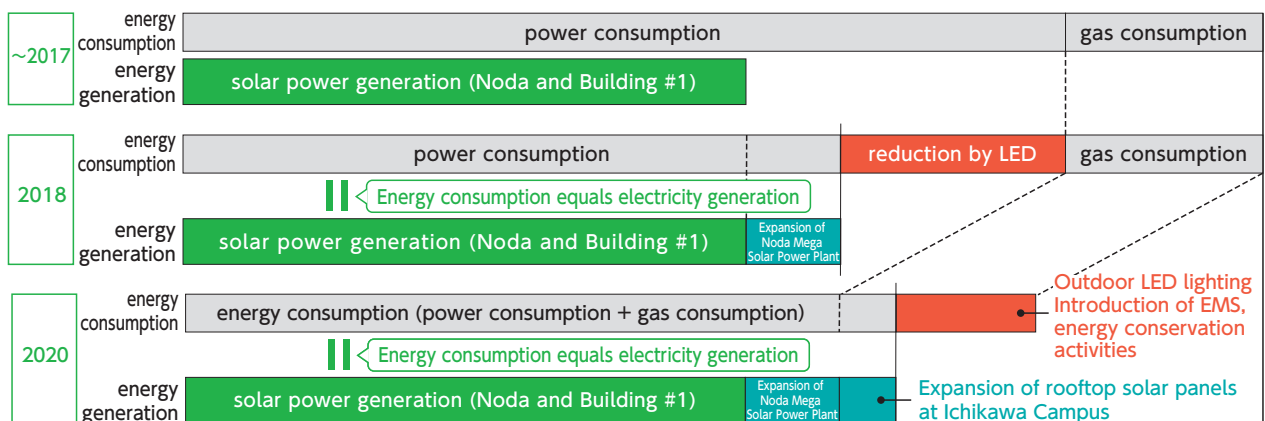 ~2017
energy
consumption
power consumption
gas consumption
energy
generation
solar power generation (Noda and Building #1)
2018
energy
consumption
power consumption
reduction by LED
gas consumption
Energy consumption equals electricity generation
energy
generation
solar power generation (Noda and Building #1)
Expansion of
Noda Mega
Solar Power Plant
2020
energy
consumption
energy consumption (power consumption + gas consumption)
Outdoor LED lighting
Introduction of EMS,
energy conservation
activities
Energy consumption equals electricity generation
energy
generation
solar power generation (Noda and Building #1)
Expansion of
Noda Mega
Solar Power Plant
Expansion of rooftop solar panels
at Ichikawa Campus